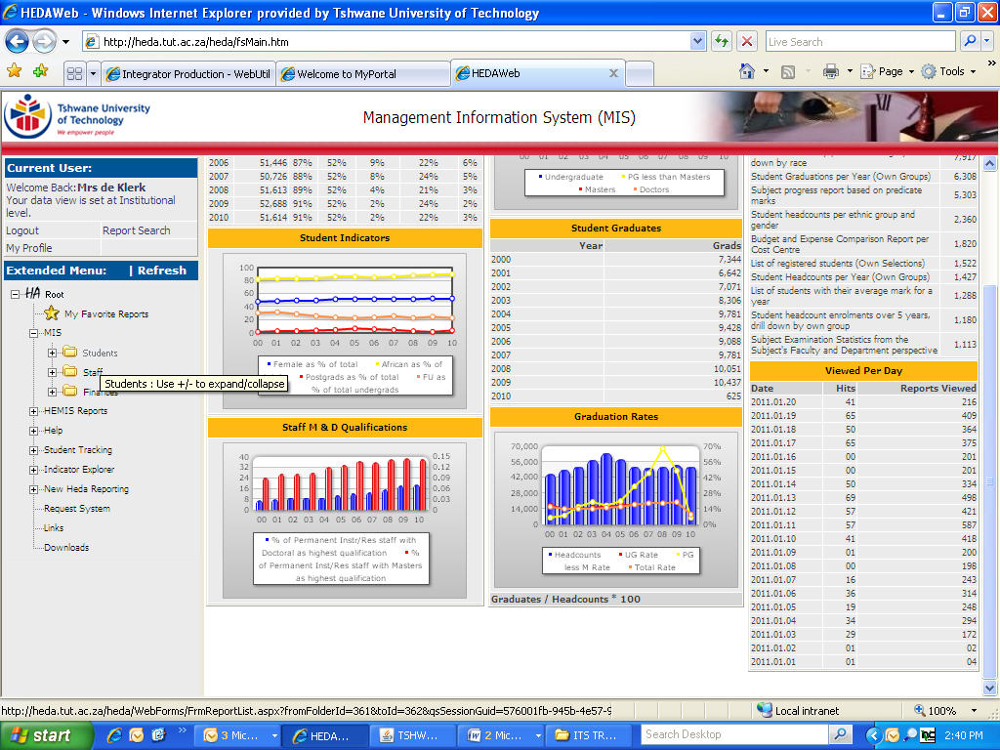 HEDAWeb - Windows Internet Explorer provided by Tshwane University of Technology
http://heda.tut.ac.za/heda/fsMain.htm
Live Search
Integrator Production - WebUtil
Welcome to MyPortal
HEDAWeb
Page
Tools
Tshwane University
of Technology
We empower people
Management Information System (MIS)
Current User:
Welcome Back: Mrs de Klerk
Your data view is set at Institutional
level.
Logout Report Search
My Profile
Extended Menu: | Refresh
HA Root
My Favorite Reports
MIS
Students
Staff
Students : Use +/- to expand/collapse
Finances
HEMIS Reports
Help
Student Tracking
Indicator Explorer
New Heda Reporting
Request System
Links
Downloads
2006 51,446 87% 52% 9% 22% 6%
2007 50,726 88% 52% 8% 24% 5%
2008 51,613 89% 52% 4% 21% 3%
2009 52,688 91% 52% 2% 24% 2%
2010 51,614 91% 52% 2% 22% 3%
Student Indicators
100
80
60
40
20
0
00 01 02 03 04 05 06 07 08 09 10
Female as % of total African as % of
Postgrads as % of total FU as
% of total undergrads
Staff M & D Qualifications
40 0.15
32 0.12
24 0.09
16 0.06
8 0.03
0 0
00 01 02 03 04 05 06 07 08 09 10
% of Permanent Instr/Res staff with
Doctoral as highest qualification %
of Permanent Instr/Res staff with Masters
as highest qualification
00 01 02 03 04 05 06 07 08 09 10
Undergraduate PG less than Masters
Masters Doctors
Student Graduates
Year Grads
2000 7,344
2001 6,642
2002 7,071
2003 8,306
2004 9,781
2005 9,428
2006 9,088
2007 9,781
2008 10,051
2009 10,437
2010 625
Graduation Rates
70,000 70%
56,000 56%
42,000 42%
28,000 28%
14,000 14%
0 0%
00 01 02 03 04 05 06 07 08 09 10
Headcounts UG Rate PG
less M Rate Total Rate
Graduates / Headcounts * 100
down by race 7,917
Student Graduations per Year (Own Groups) 6,308
Subject progress report based on predicate
marks 5,303
Student headcounts per ethnic group and
gender 2,360
Budget and Expense Comparison Report per
Cost Centre 1,820
List of registered students (Own Selections) 1,522
Student Headcounts per Year (Own Groups) 1,427
List of students with their average mark for a
year 1,288
Student headcount enrolments over 5 years,
drill down by own group 1,180
Subject Examination Statistics from the
Subject's Faculty and Department perspective 1,113
Viewed Per Day
Date Hits Reports Viewed
2011.01.20 41 216
2011.01.19 65 409
2011.01.18 50 364
2011.01.17 65 375
2011.01.16 00 201
2011.01.15 00 201
2011.01.14 50 334
2011.01.13 69 498
2011.01.12 57 421
2011.01.11 57 587
2011.01.10 41 418
2011.01.09 01 200
2011.01.08 00 198
2011.01.07 16 243
2011.01.06 36 314
2011.01.05 19 248
2011.01.04 34 294
2011.01.03 29 172
2011.01.02 01 02
2011.01.01 01 04
http://heda.tut.ac.za/heda/WebForms/FrmReportList.aspx?fromFolderId=361&toId=362&qsSessionGuid=576001fb-945b-4e57-9
Local intranet
100%
start
3 Mic...
HEDA...
TSHW...
2 Mic...
ITS TR...
Search Desktop
2:40 PM